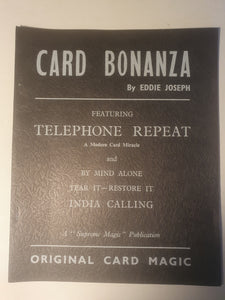 CARD BONANZA
By EDDIE JOSEPH
FEATURING
TELEPHONE REPEAT
A Modern Card Miracle
and
BY MIND ALONE
TEAR IT—RESTORE IT
INDIA CALLING
A "Supreme Magic" Publication
ORIGINAL CARD MAGIC